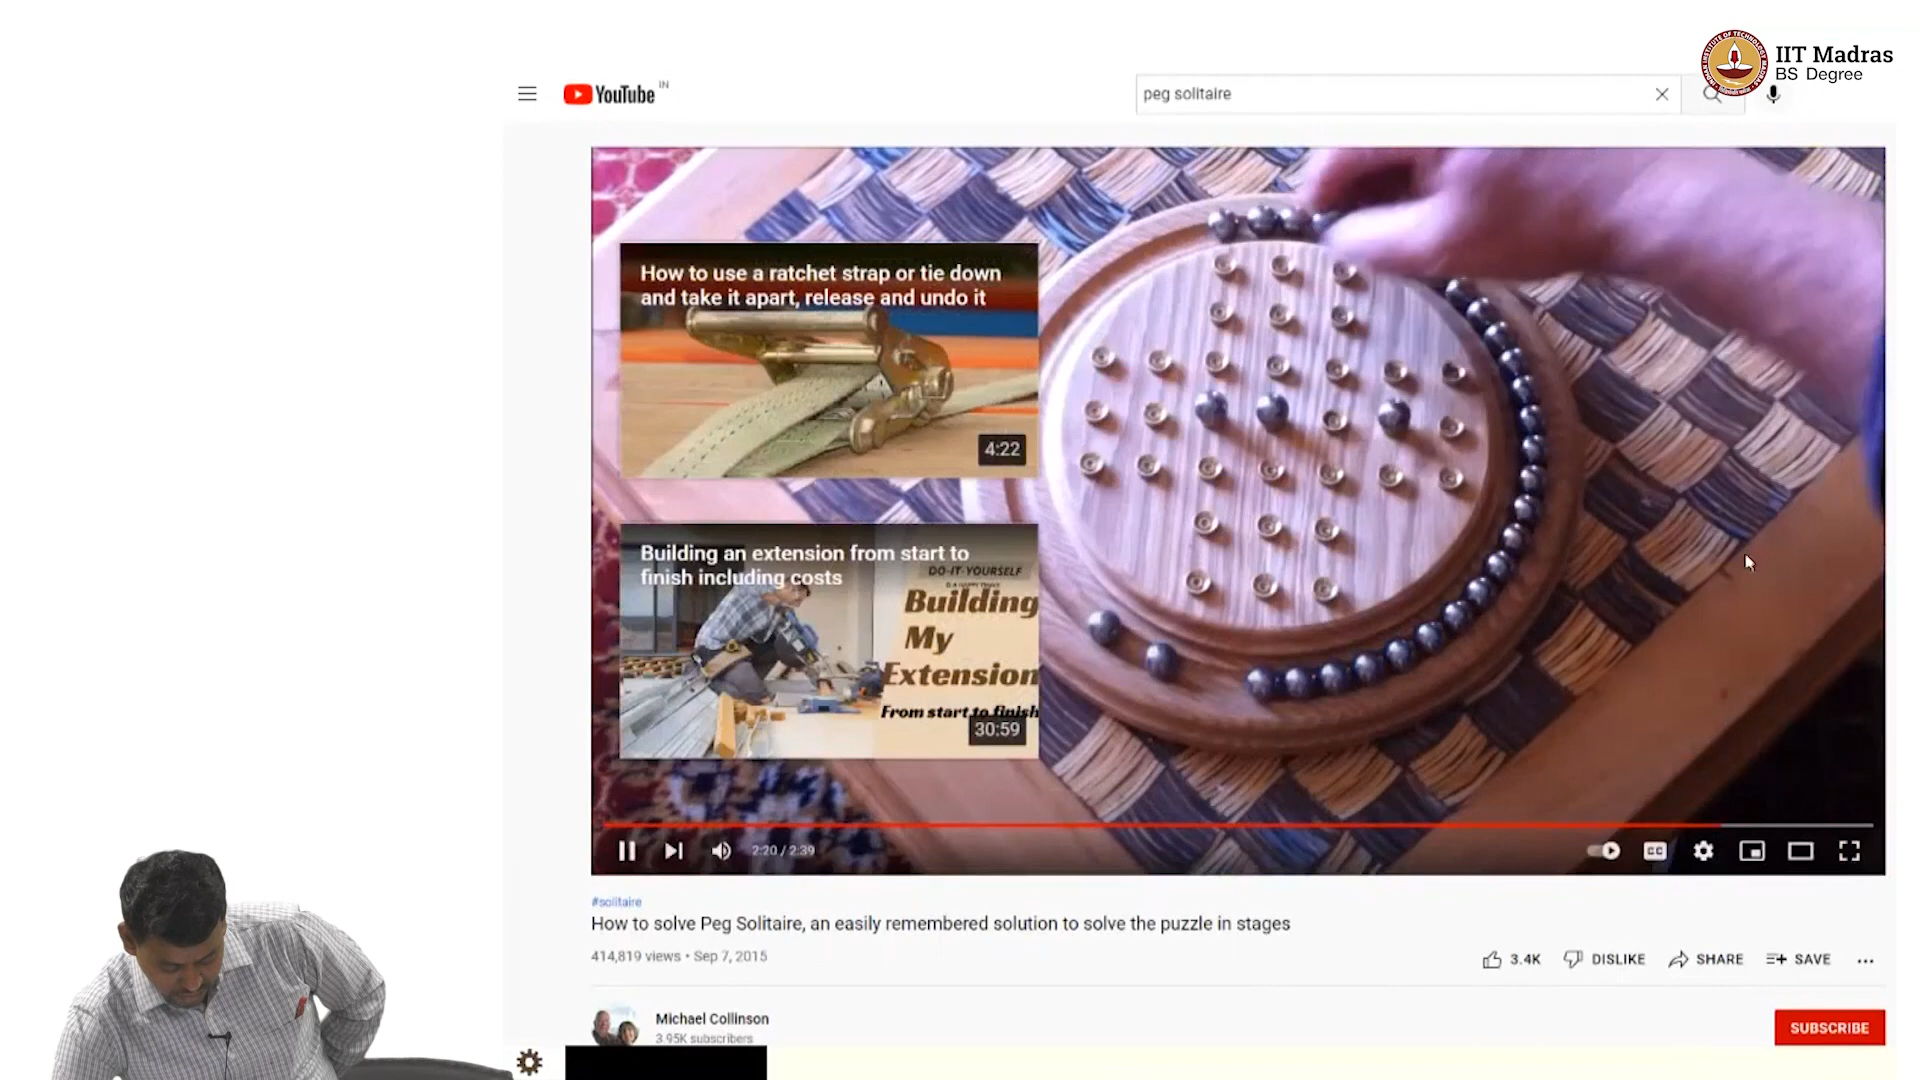 IIT Madras
BS Degree
YouTube IN
peg solitaire
How to use a ratchet strap or tie down
and take it apart, release and undo it
4:22
Building an extension from start to
finish including costs
DO-IT-YOURSELF
Building
My
Extension
From start to finish
30:59
2:20 / 2:39
CC
#solitaire
How to solve Peg Solitaire, an easily remembered solution to solve the puzzle in stages
414,819 views • Sep 7, 2015
3.4K
DISLIKE
SHARE
SAVE
Michael Collinson
3.95K subscribers
SUBSCRIBE